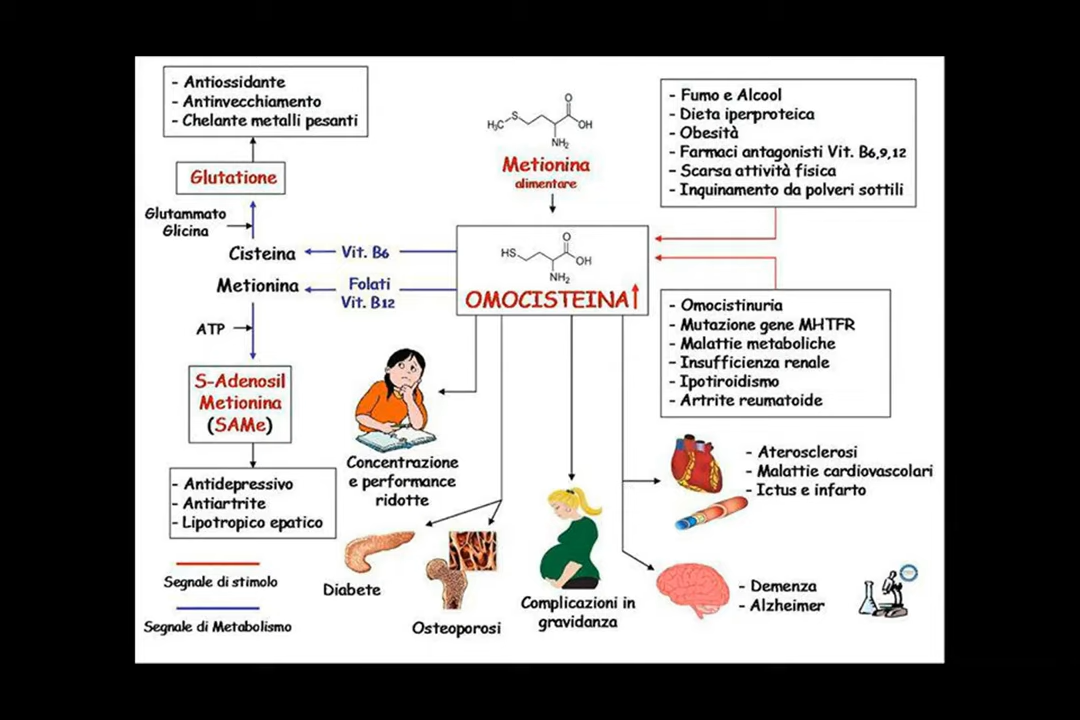 - Antiossidante
- Antinvecchiamento
- Chelante metalli pesanti
Glutatione
Glutammato
Glicina
Cisteina
Vit. B6
Metionina
Folati
Vit. B12
ATP
S-Adenosil
Metionina
(SAMe)
- Antidepressivo
- Antiartrite
- Lipotropico epatico
Segnale di stimolo
Segnale di Metabolismo
H₃C
S
O
OH
NH₂
Metionina
alimentare
HS
O
OH
NH₂
OMOCISTEINA
- Fumo e Alcool
- Dieta iperproteica
- Obesità
- Farmaci antagonisti Vit. B6,9,12
- Scarsa attività fisica
- Inquinamento da polveri sottili
- Omocistinuria
- Mutazione gene MHTFR
- Malattie metaboliche
- Insufficienza renale
- Ipotiroidismo
- Artrite reumatoide
Concentrazione
e performance
ridotte
Diabete
Osteoporosi
Complicazioni in
gravidanza
- Aterosclerosi
- Malattie cardiovascolari
- Ictus e infarto
- Demenza
- Alzheimer